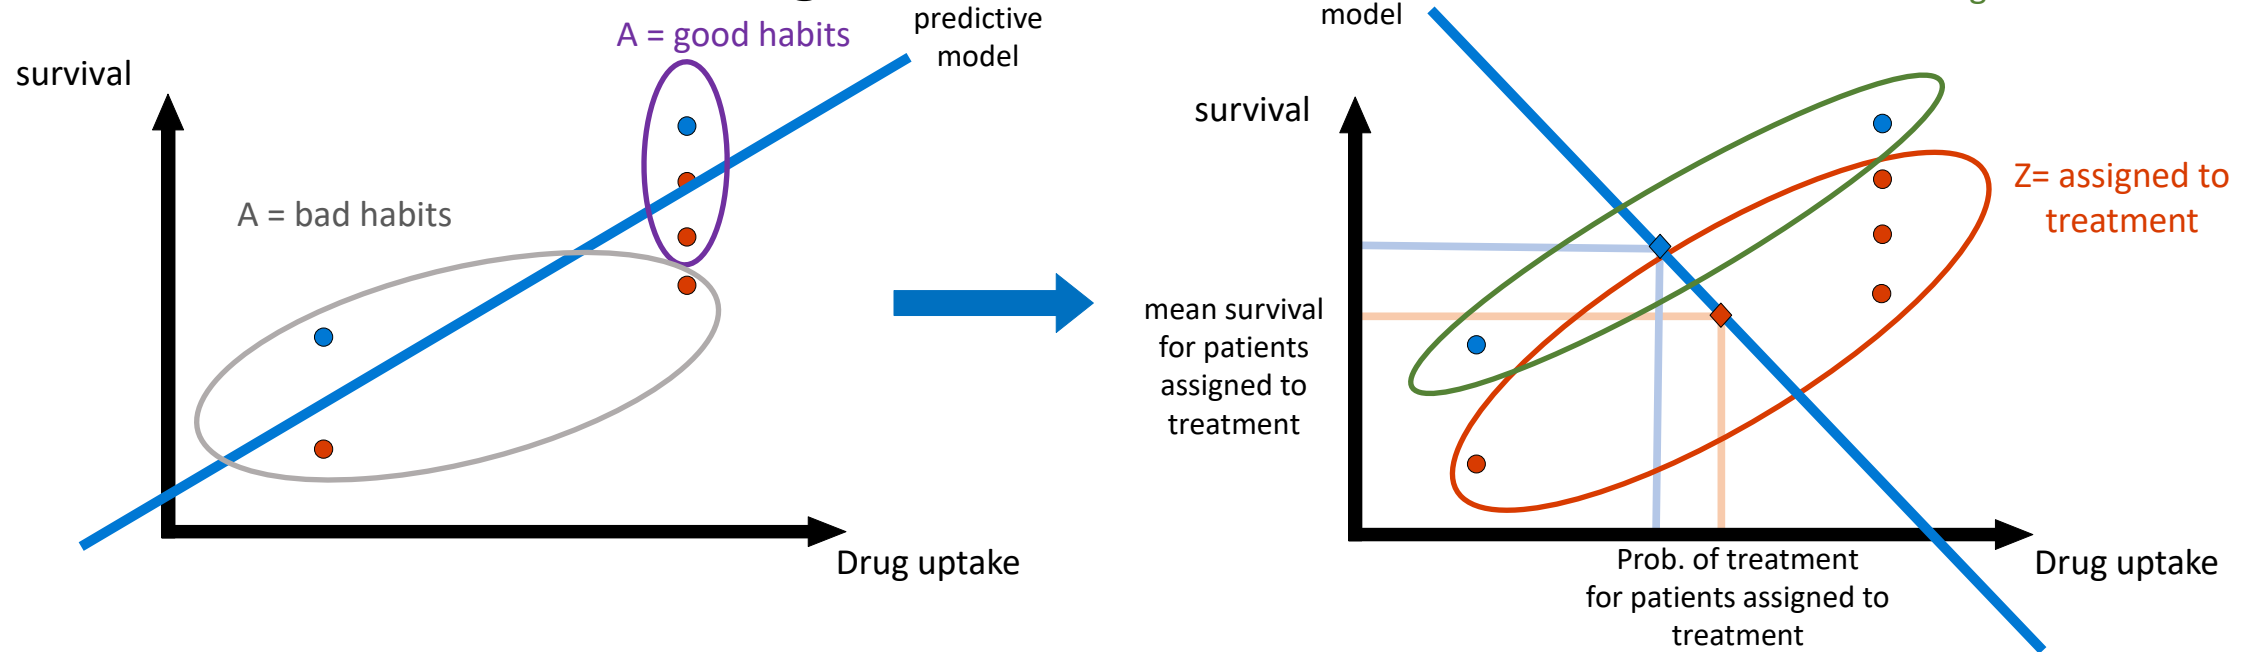 A = good habits
predictive
model
survival
A = bad habits
Drug uptake
model
survival
Z= assigned to
treatment
mean survival
for patients
assigned to
treatment
Prob. of treatment
for patients assigned to
treatment
Drug uptake